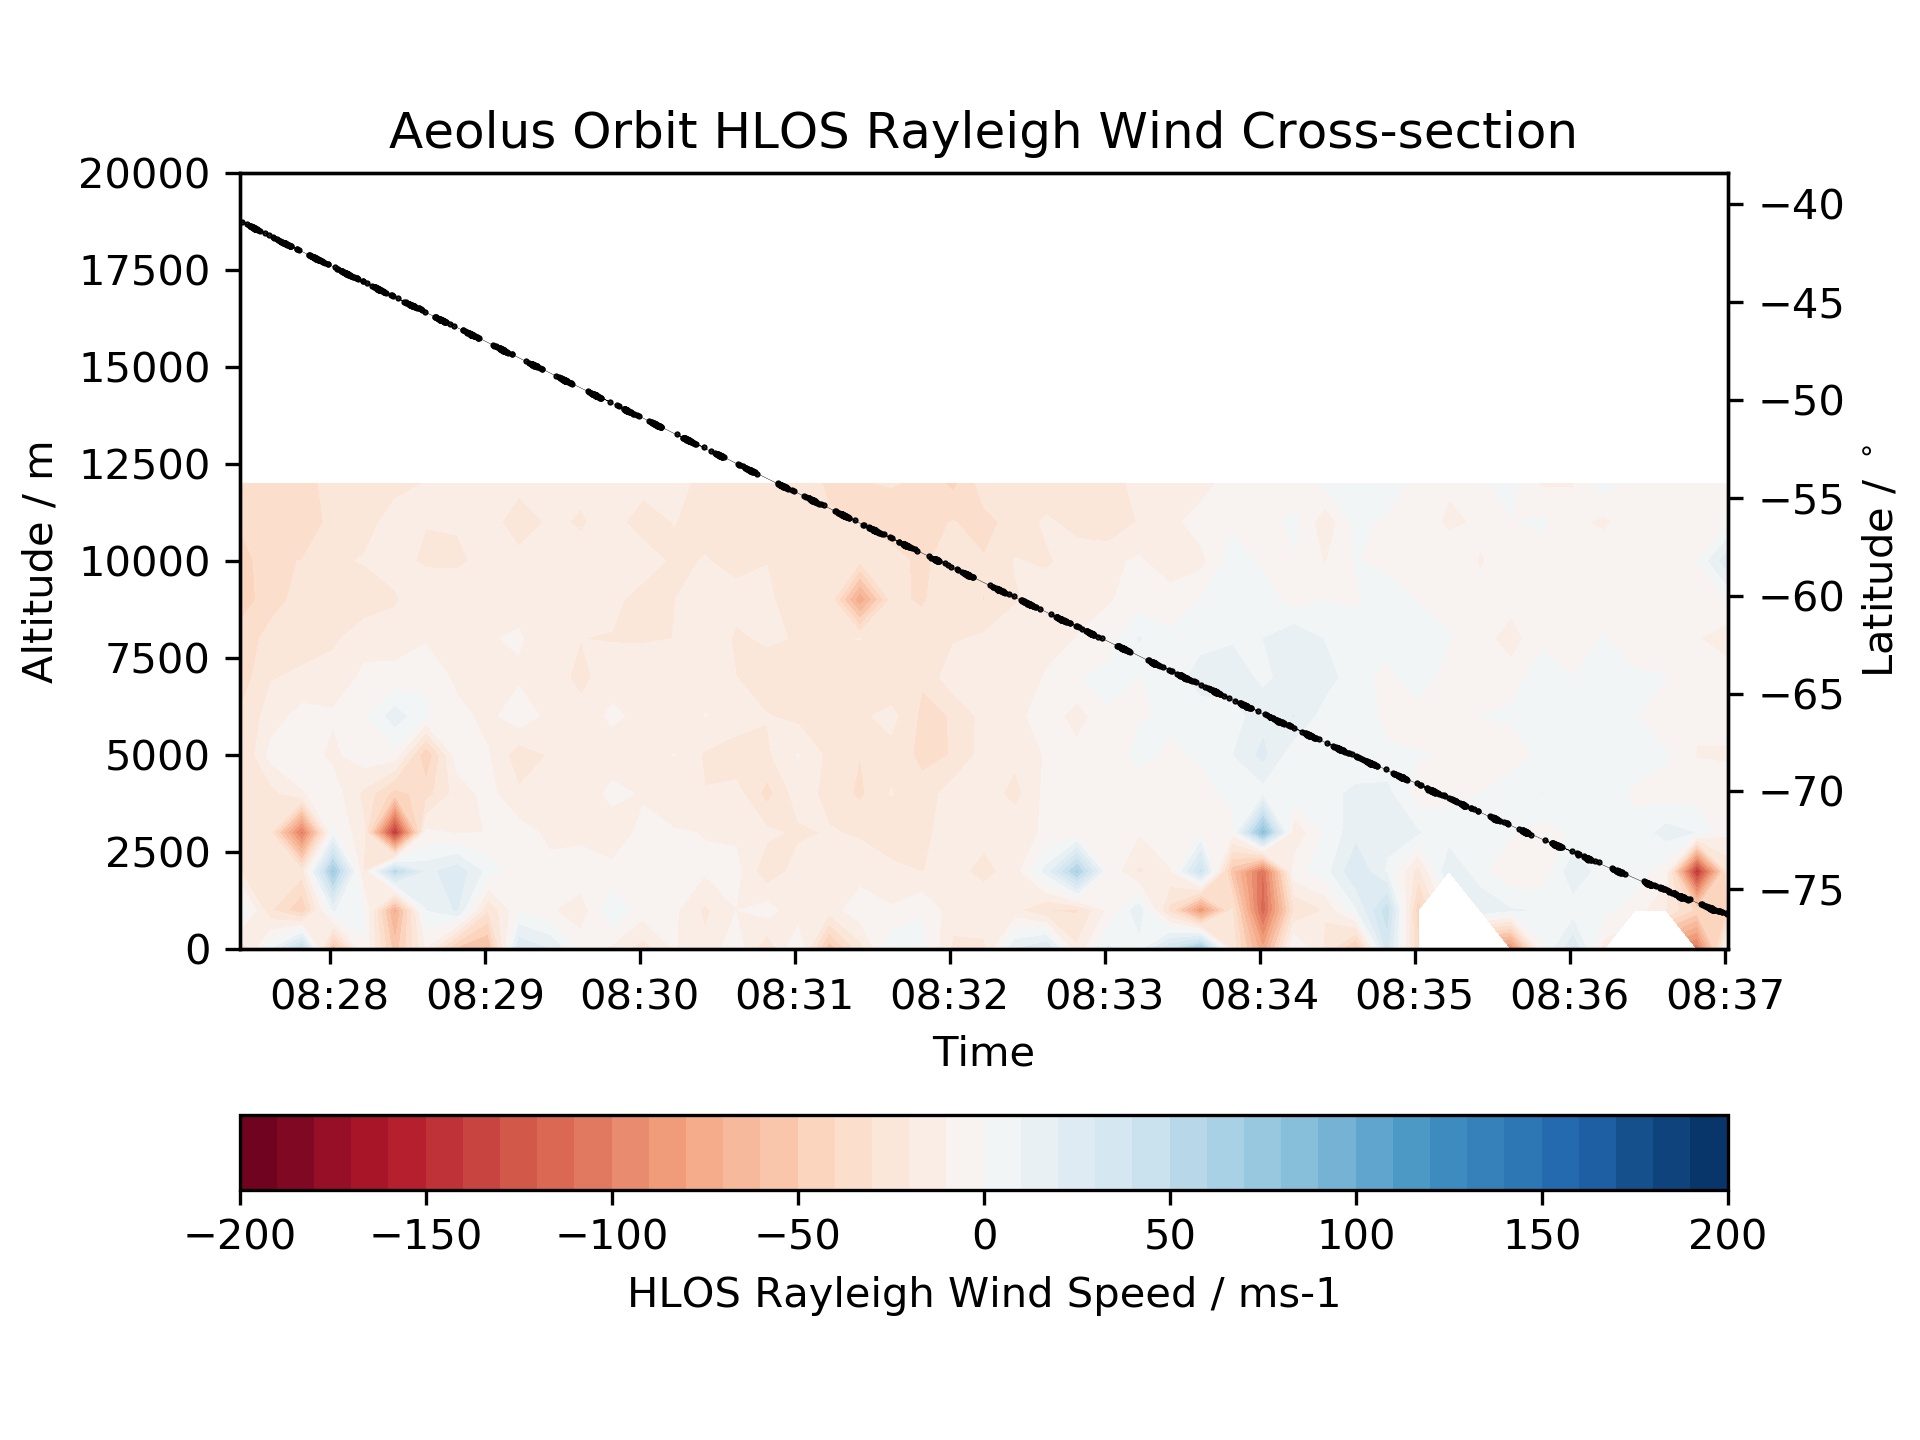 Aeolus Orbit HLOS Rayleigh Wind Cross-section
20000
17500
15000
12500
10000
7500
5000
2500
0
Altitude / m
−40
−45
−50
−55
−60
−65
−70
−75
Latitude / °
08:28 08:29 08:30 08:31 08:32 08:33 08:34 08:35 08:36 08:37
Time
−200 −150 −100 −50 0 50 100 150 200
HLOS Rayleigh Wind Speed / ms-1